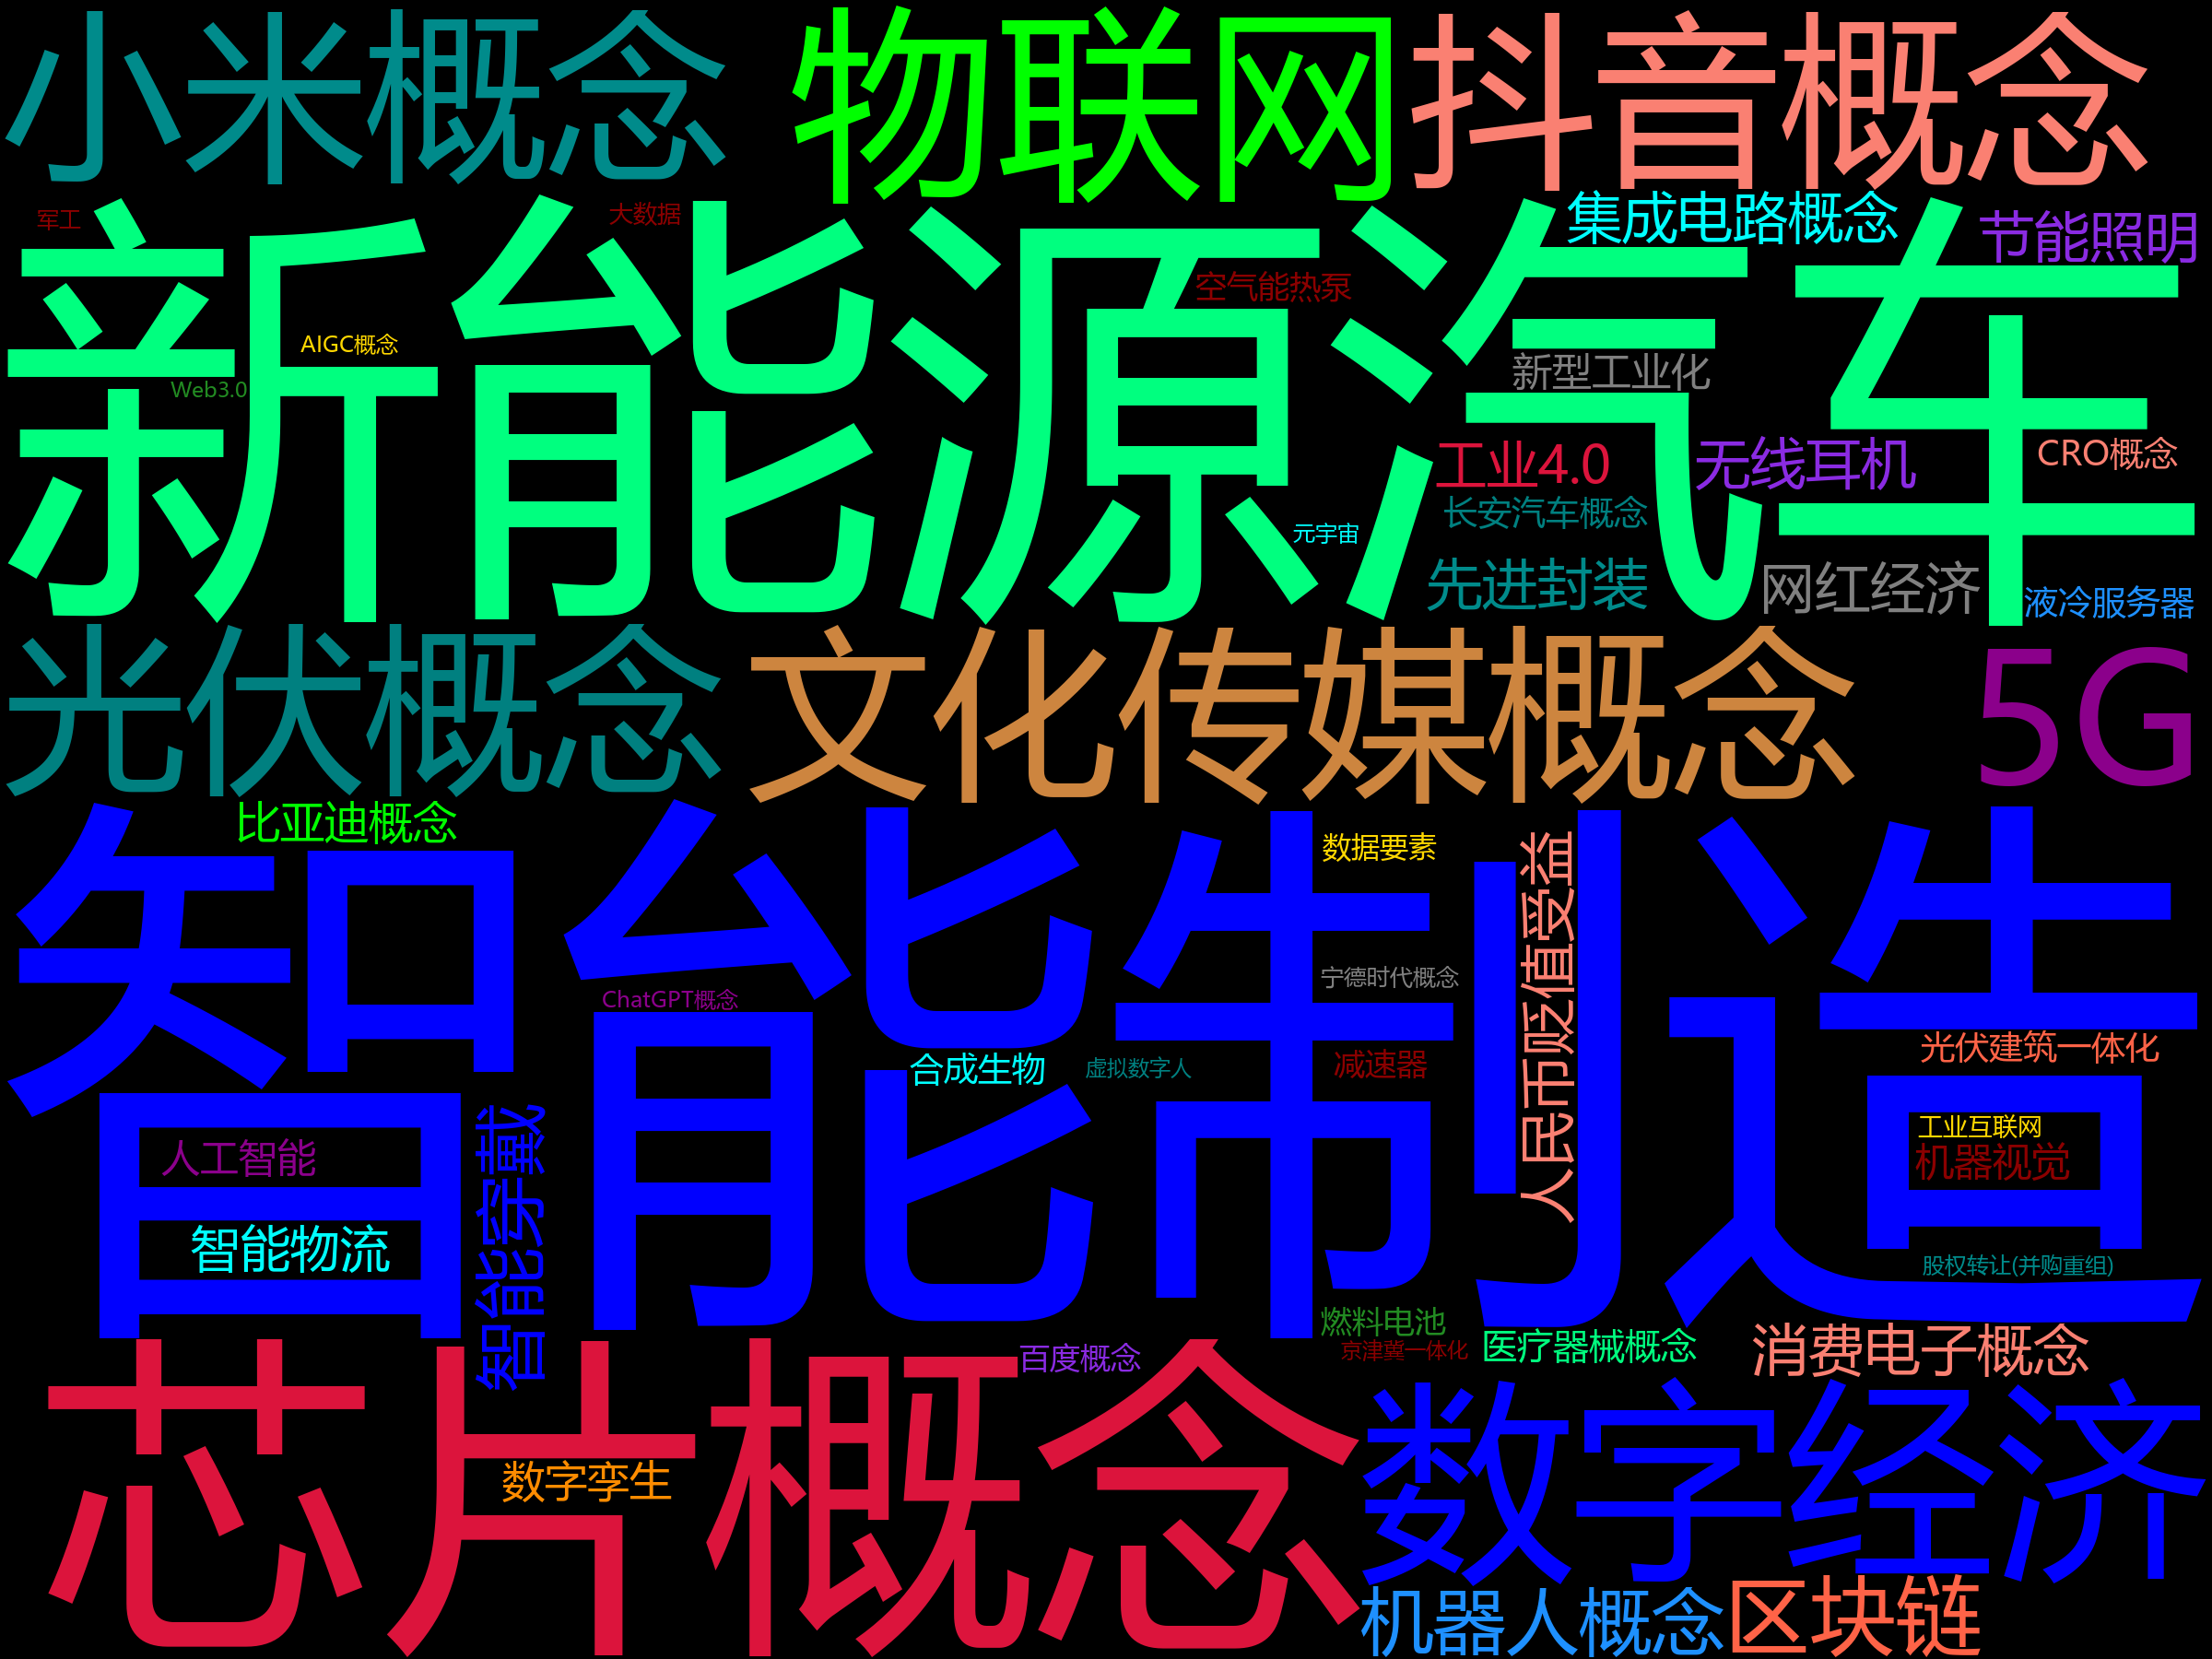 小米概念
物联网
抖音概念
军工
大数据
集成电路概念
节能照明
新能源汽车
空气能热泵
AIGC概念
Web3.0
新型工业化
工业4.0
无线耳机
CRO概念
长安汽车概念
元宇宙
先进封装
网红经济
液冷服务器
光伏概念
文化传媒概念
5G
比亚迪概念
数据要素
人民币贬值受益
智能制造
宁德时代概念
ChatGPT概念
合成生物
虚拟数字人
减速器
光伏建筑一体化
工业互联网
机器视觉
人工智能
智能穿戴
智能物流
股权转让(并购重组)
燃料电池
京津冀一体化
医疗器械概念
消费电子概念
百度概念
芯片概念
数字孪生
数字经济
机器人概念
区块链